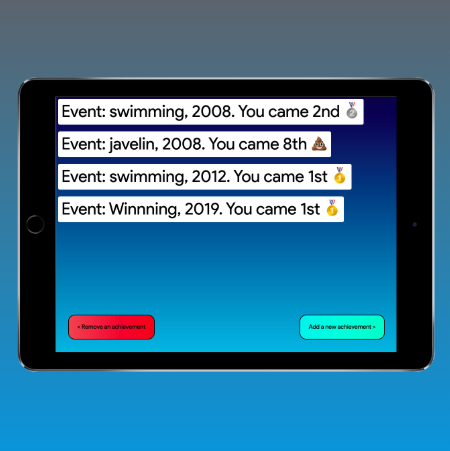 Event: swimming, 2008. You came 2nd 🥈
Event: javelin, 2008. You came 8th 💩
Event: swimming, 2012. You came 1st 🥇
Event: Winnning, 2019. You came 1st 🥇
< Remove an achievement
Add a new achievement >